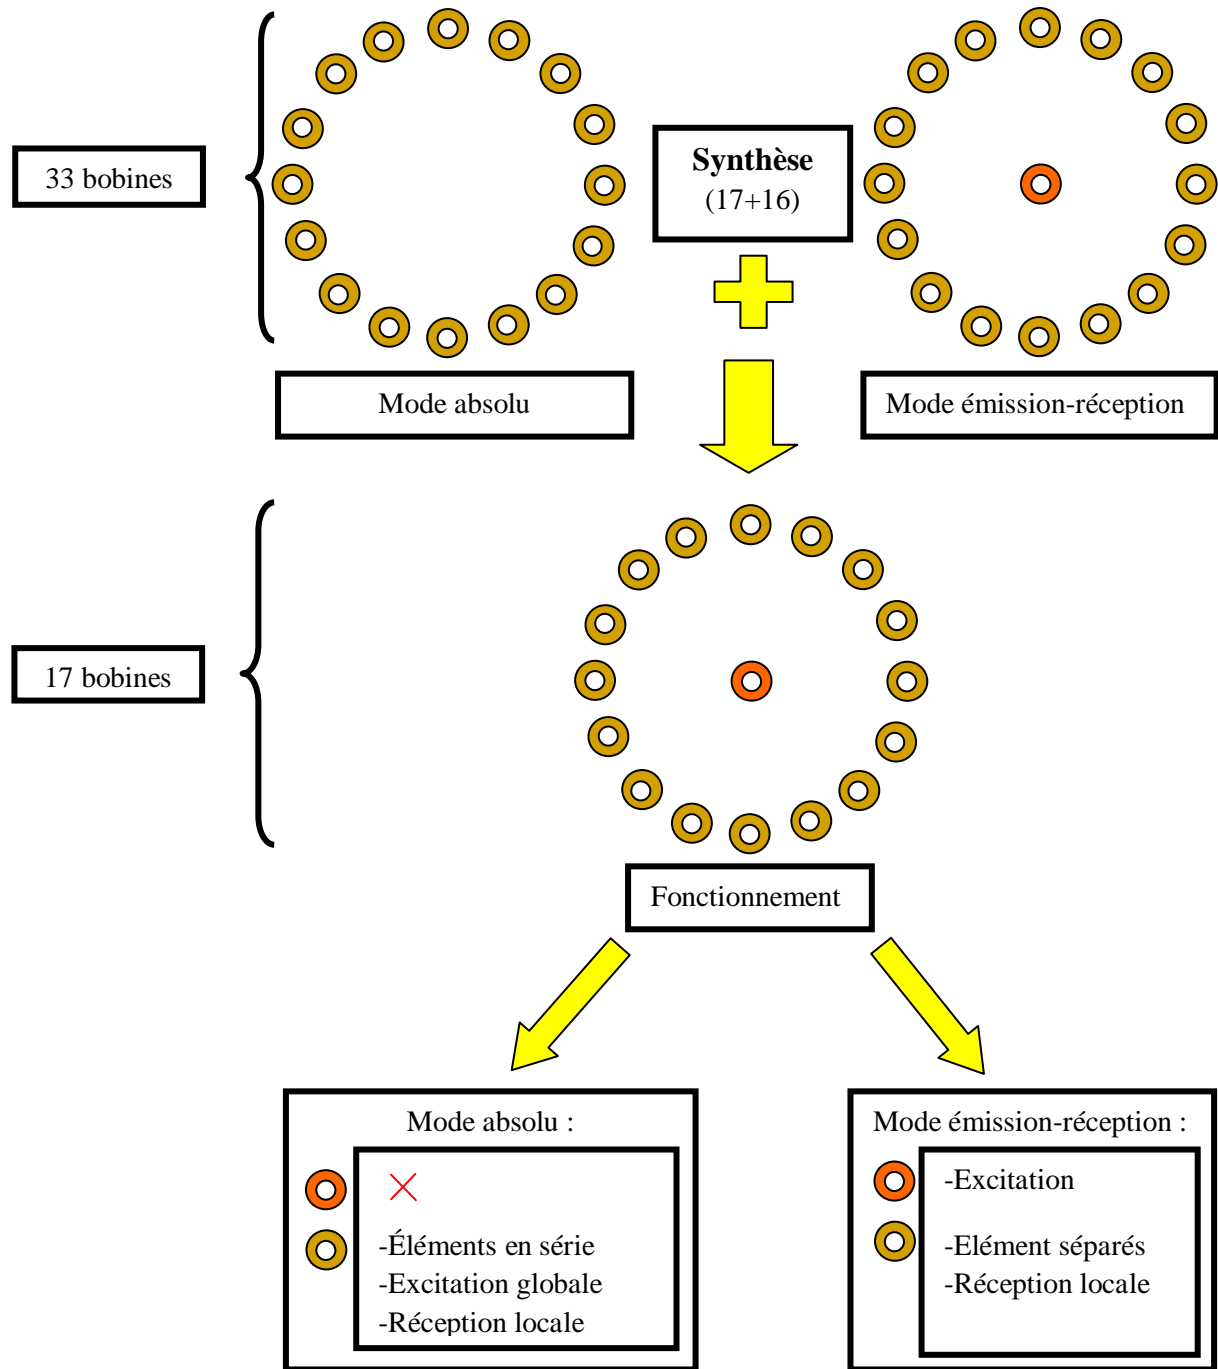 33 bobines
Synthèse
(17+16)
Mode absolu
Mode émission-réception
17 bobines
Fonctionnement
Mode absolu :
-Éléments en série
-Excitation globale
-Réception locale
Mode émission-réception :
-Excitation
-Elément séparés
-Réception locale